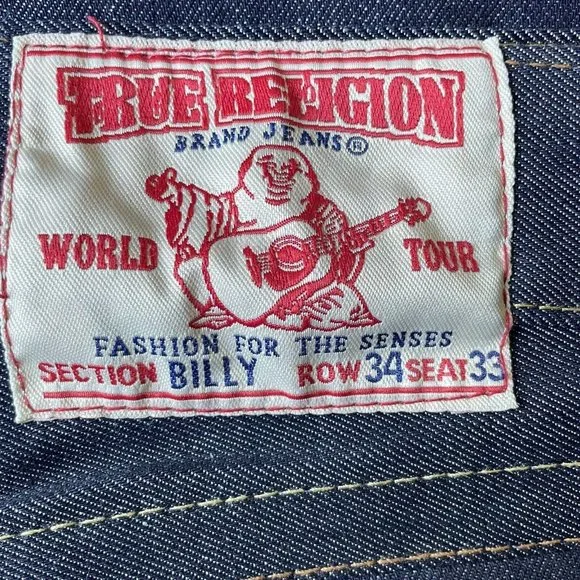 TRUE RELIGION
BRAND JEANS®
WORLD TOUR
FASHION FOR THE SENSES
SECTION BILLY ROW 34 SEAT 33